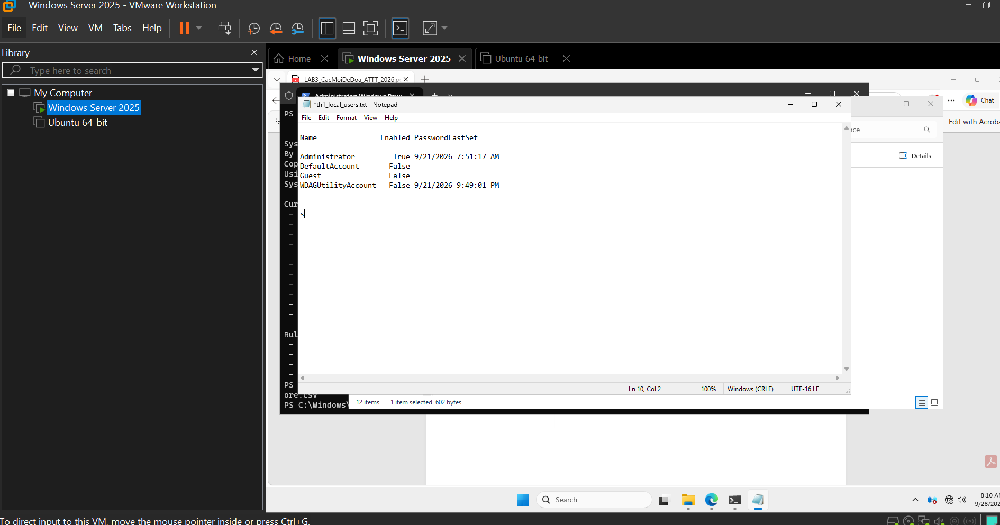 Windows Server 2025 - VMware Workstation
File Edit View VM Tabs Help
Library
Type here to search
My Computer
Windows Server 2025
Ubuntu 64-bit
Home
Windows Server 2025
Ubuntu 64-bit
LAB3_CacMoiDeDoa_ATTT_2026.p
Administrator: Windows Pow
Chat
Edit with Acroba
*th1_local_users.txt - Notepad
File Edit Format View Help
Name Enabled PasswordLastSet
---- ------- ---------------
Administrator True 9/21/2026 7:51:17 AM
DefaultAccount False
Guest False
WDAGUtilityAccount False 9/21/2026 9:49:01 PM
s
Ln 10, Col 2 100% Windows (CRLF) UTF-16 LE
PS
Sys
By
Cop
Usi
Sys
Cur
-
-
-
-
-
-
-
-
-
-
Rul
-
-
-
-
PS
ore.csv
PS C:\Windows\
nce
Details
12 items 1 item selected 602 bytes
Search
8:10 AM
9/28/202
To direct input to this VM, move the mouse pointer inside or press Ctrl+G.